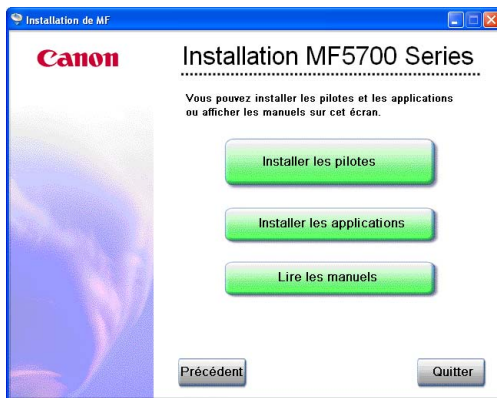 Installation de MF
Canon
Installation MF5700 Series
Vous pouvez installer les pilotes et les applications
ou afficher les manuels sur cet écran.
Installer les pilotes
Installer les applications
Lire les manuels
Précédent
Quitter